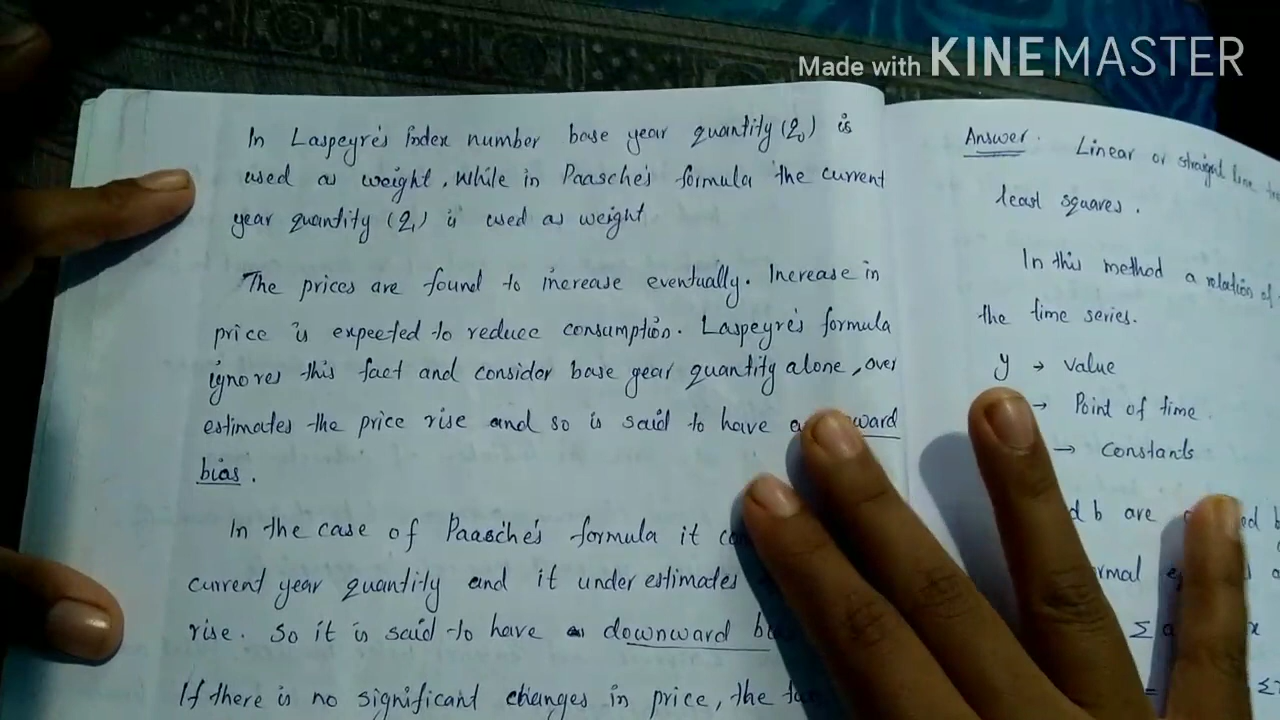 Made with KINEMASTER
In Laspeyre's Index number base year quantity (q₀) is
used as weight. While in Paasche's formula the current
year quantity (q₁) is used as weight
The prices are found to increase eventually. Increase in
price is expected to reduce consumption. Laspeyre's formula
ignores this fact and consider base year quantity alone, over
estimates the price rise and so is said to have
bias.
In the case of Paasche's formula it
current year quantity and it under estimates
rise. So it is said to have a downward
If there is no significant changes in price, the
Answer. Linear or straight line
least squares.
In this method a relation of
the time series.
y → value
→ Point of time.
→ constants
b are